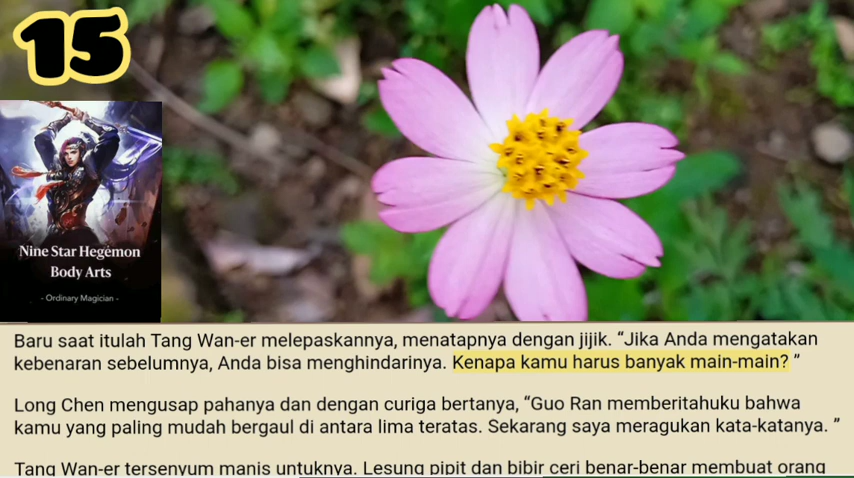 15
Nine Star Hegemon
Body Arts
- Ordinary Magician -
Baru saat itulah Tang Wan-er melepaskannya, menatapnya dengan jijik. “Jika Anda mengatakan
kebenaran sebelumnya, Anda bisa menghindarinya. Kenapa kamu harus banyak main-main? ”
Long Chen mengusap pahanya dan dengan curiga bertanya, “Guo Ran memberitahuku bahwa
kamu yang paling mudah bergaul di antara lima teratas. Sekarang saya meragukan kata-katanya. ”
Tang Wan-er tersenyum manis untuknya. Lesung pipit dan bibir ceri benar-benar membuat orang